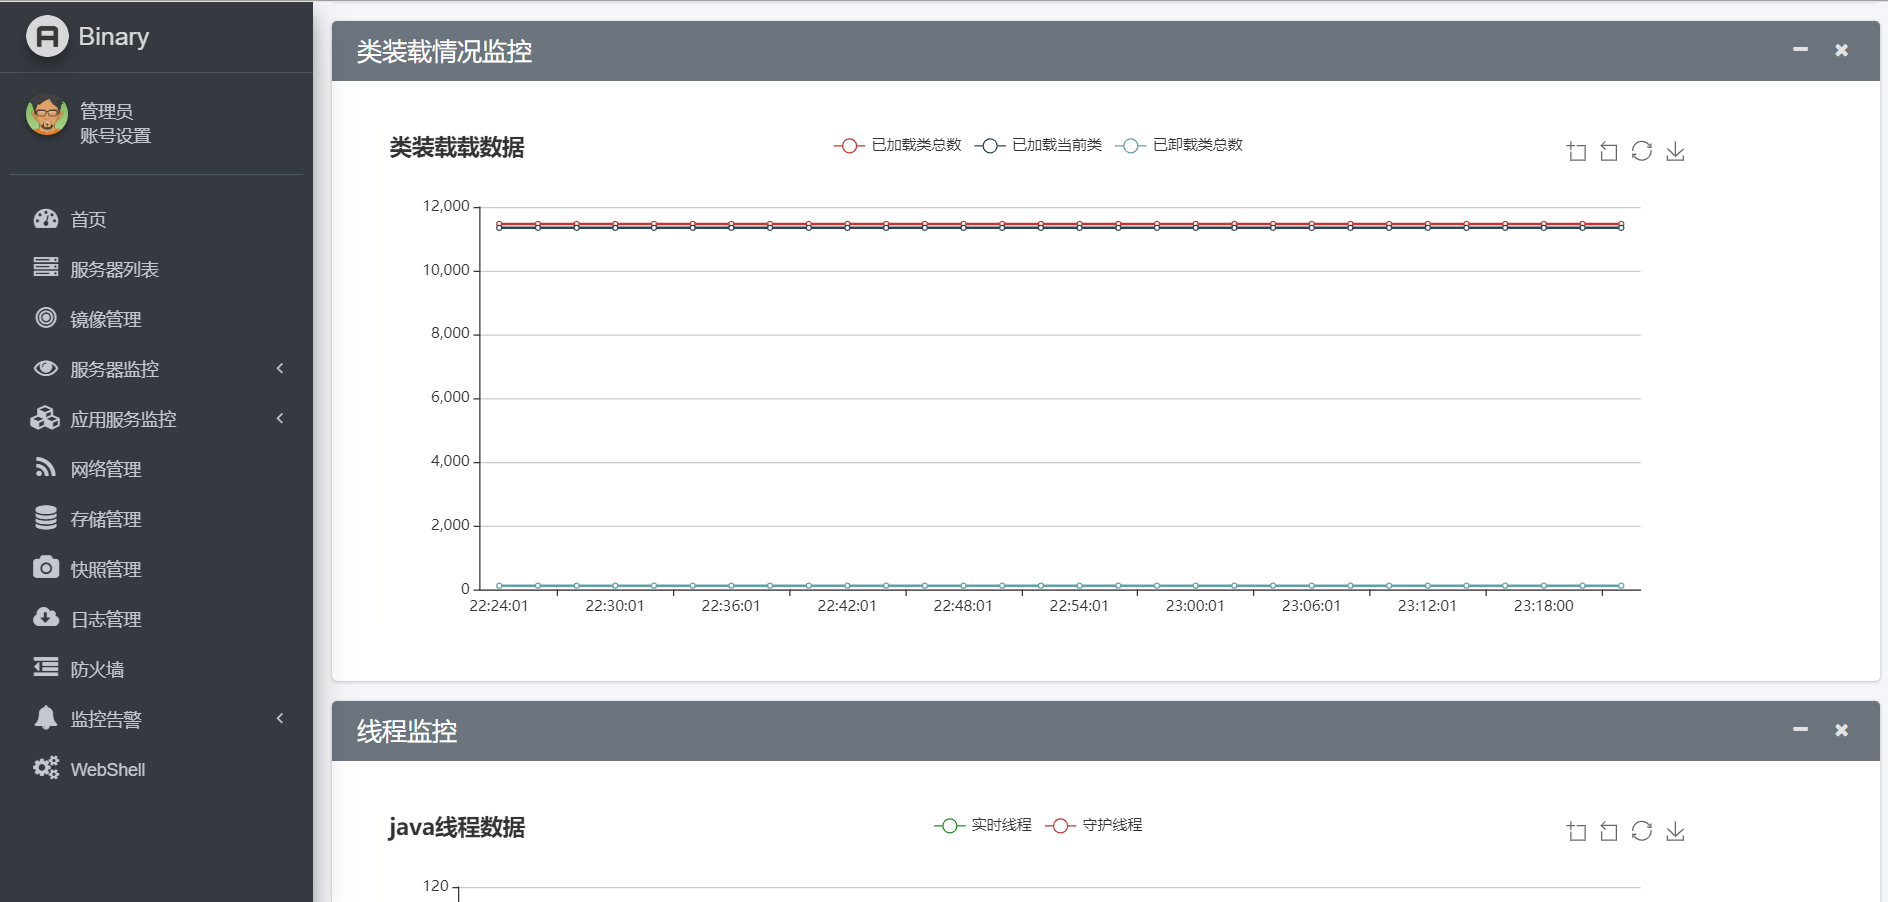 Binary
管理员
账号设置
首页
服务器列表
镜像管理
服务器监控
应用服务监控
网络管理
存储管理
快照管理
日志管理
防火墙
监控告警
WebShell
类装载情况监控
类装载载数据
已加载类总数 已加载当前类 已卸载类总数
12,000
10,000
8,000
6,000
4,000
2,000
0
22:24:01 22:30:01 22:36:01 22:42:01 22:48:01 22:54:01 23:00:01 23:06:01 23:12:01 23:18:00
线程监控
java线程数据
实时线程 守护线程
120